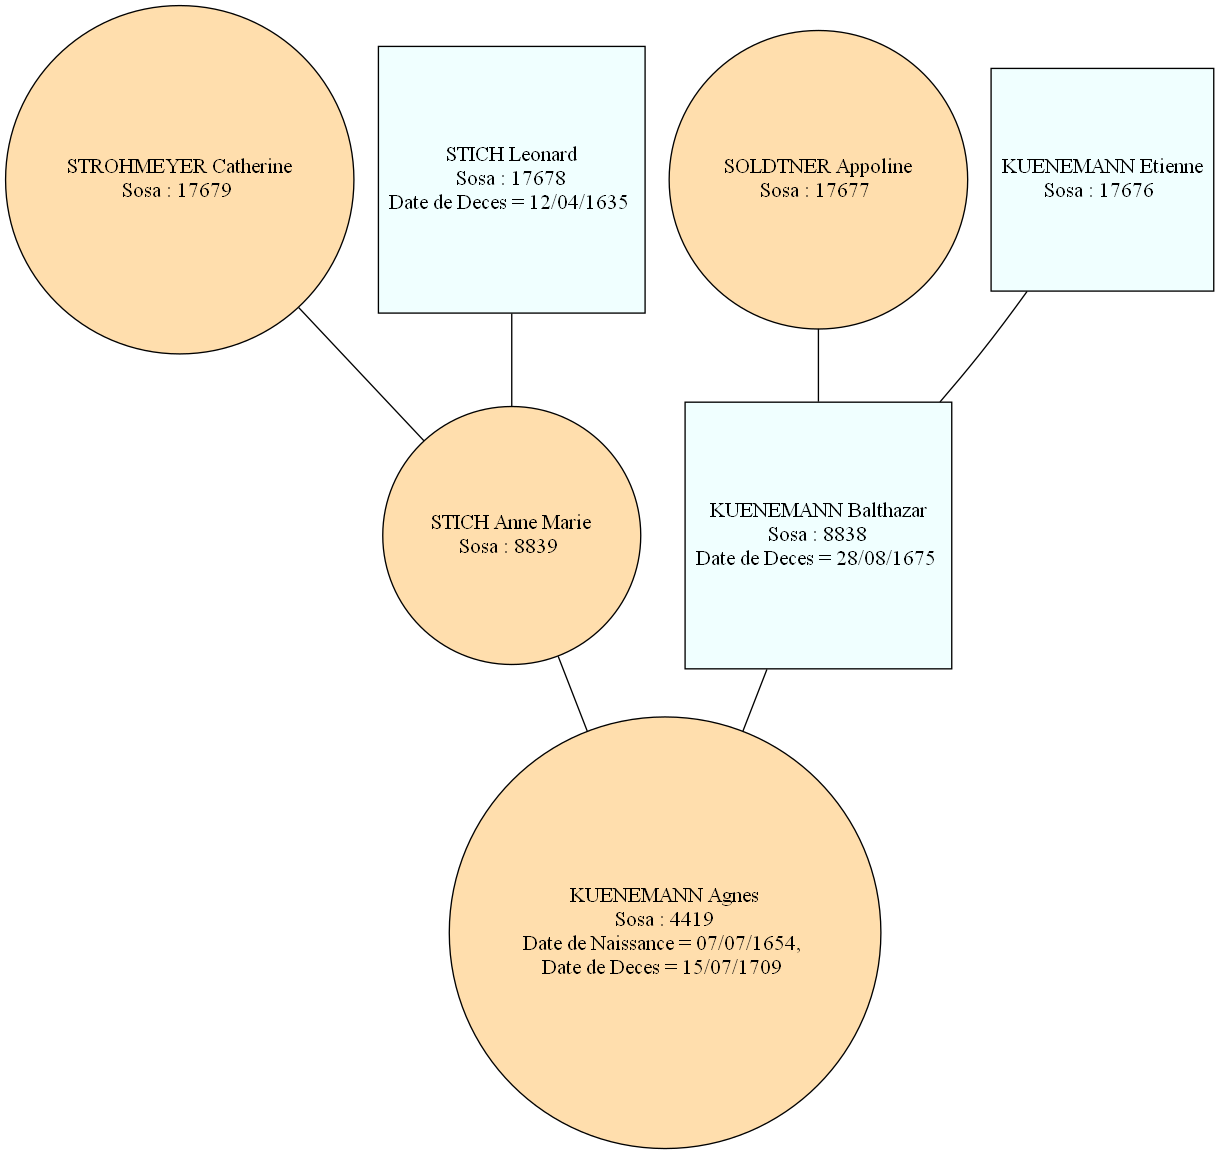 STROHMEYER Catherine
Sosa : 17679
STICH Leonard
Sosa : 17678
Date de Deces = 12/04/1635
SOLDTNER Appoline
Sosa : 17677
KUENEMANN Etienne
Sosa : 17676
STICH Anne Marie
Sosa : 8839
KUENEMANN Balthazar
Sosa : 8838
Date de Deces = 28/08/1675
KUENEMANN Agnes
Sosa : 4419
Date de Naissance = 07/07/1654,
Date de Deces = 15/07/1709